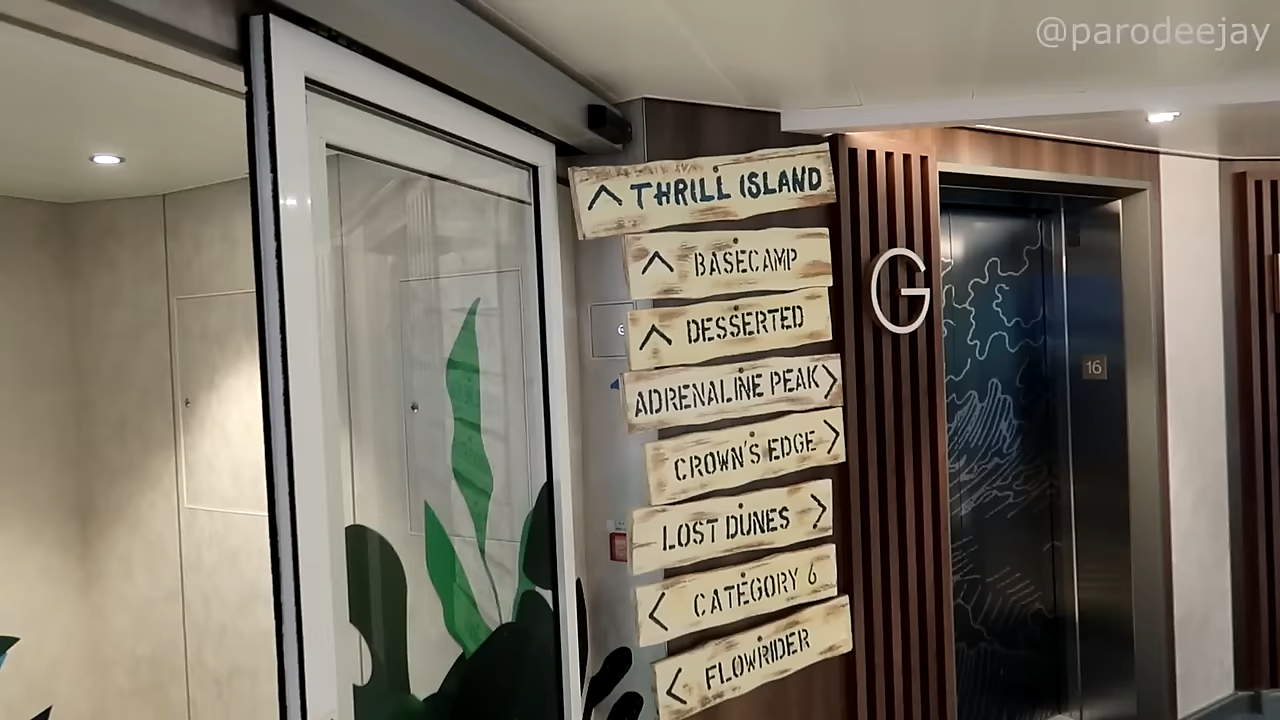 @parodeejay
^ THRILL ISLAND
^ BASECAMP
^ DESSERTED
ADRENALINE PEAK >
CROWN'S EDGE >
LOST DUNES >
< CATEGORY 6
< FLOWRIDER
G
16